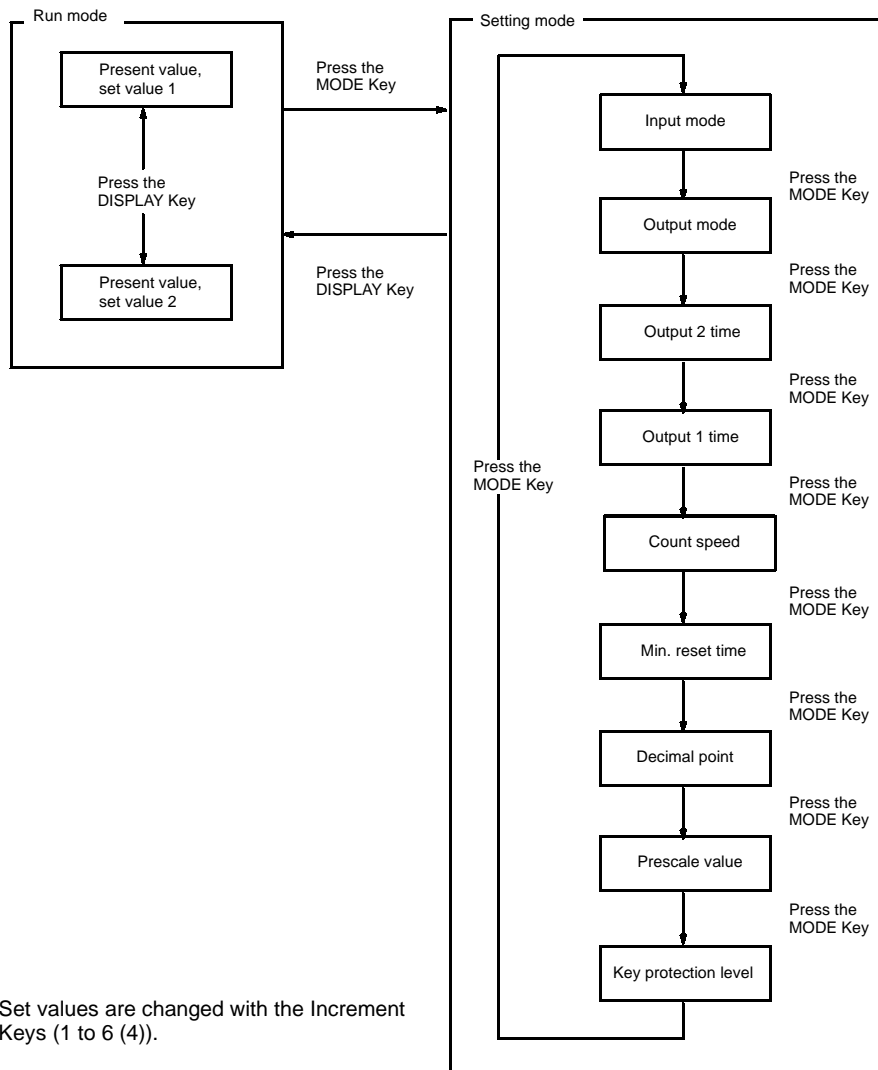 Run mode
Present value,
set value 1
Press the
DISPLAY Key
Present value,
set value 2
Press the
MODE Key
Press the
DISPLAY Key
Setting mode
Input mode
Press the
MODE Key
Output mode
Press the
MODE Key
Output 2 time
Press the
MODE Key
Output 1 time
Press the
MODE Key
Count speed
Press the
MODE Key
Min. reset time
Press the
MODE Key
Decimal point
Press the
MODE Key
Prescale value
Press the
MODE Key
Key protection level
Press the
MODE Key
Set values are changed with the Increment
Keys (1 to 6 (4)).